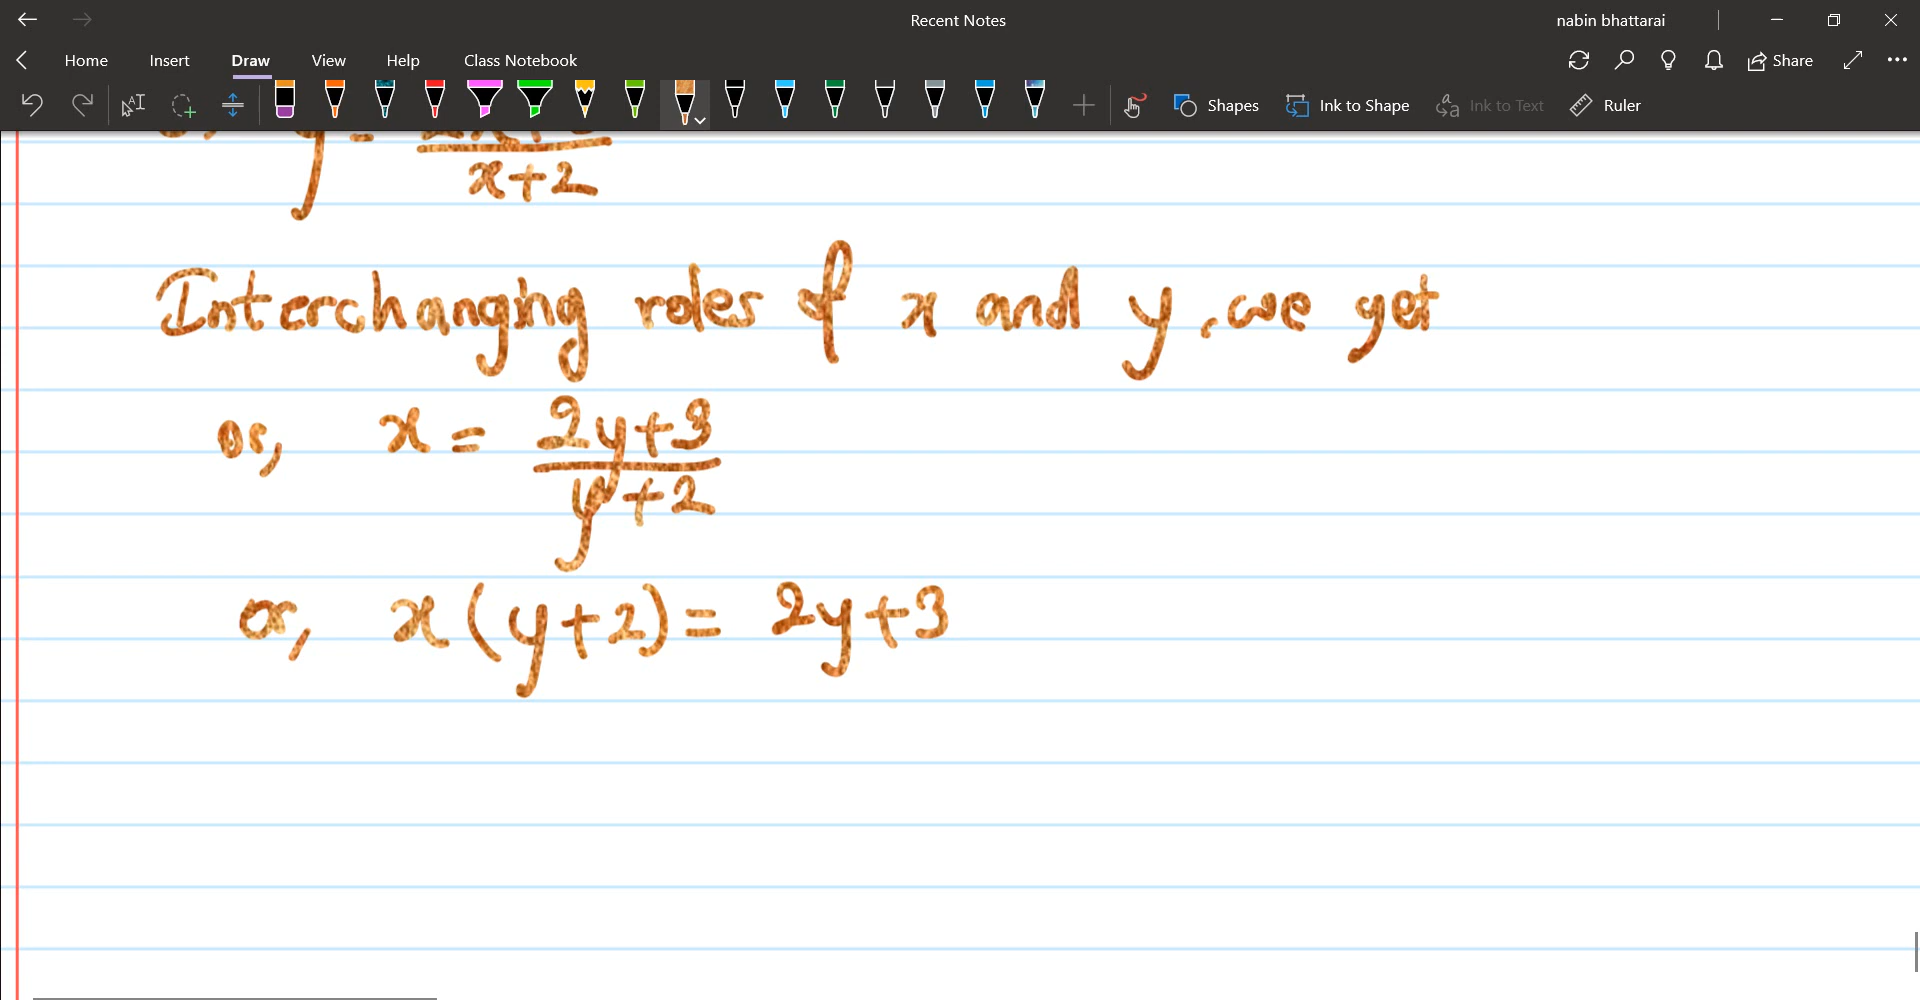 Recent Notes nabin bhattarai
Home Insert Draw View Help Class Notebook Share
Shapes Ink to Shape Ink to Text Ruler
y =
x+2
Interchanging roles of x and y, we get
or, x = 2y+3
y+2
or, x(y+2) = 2y+3